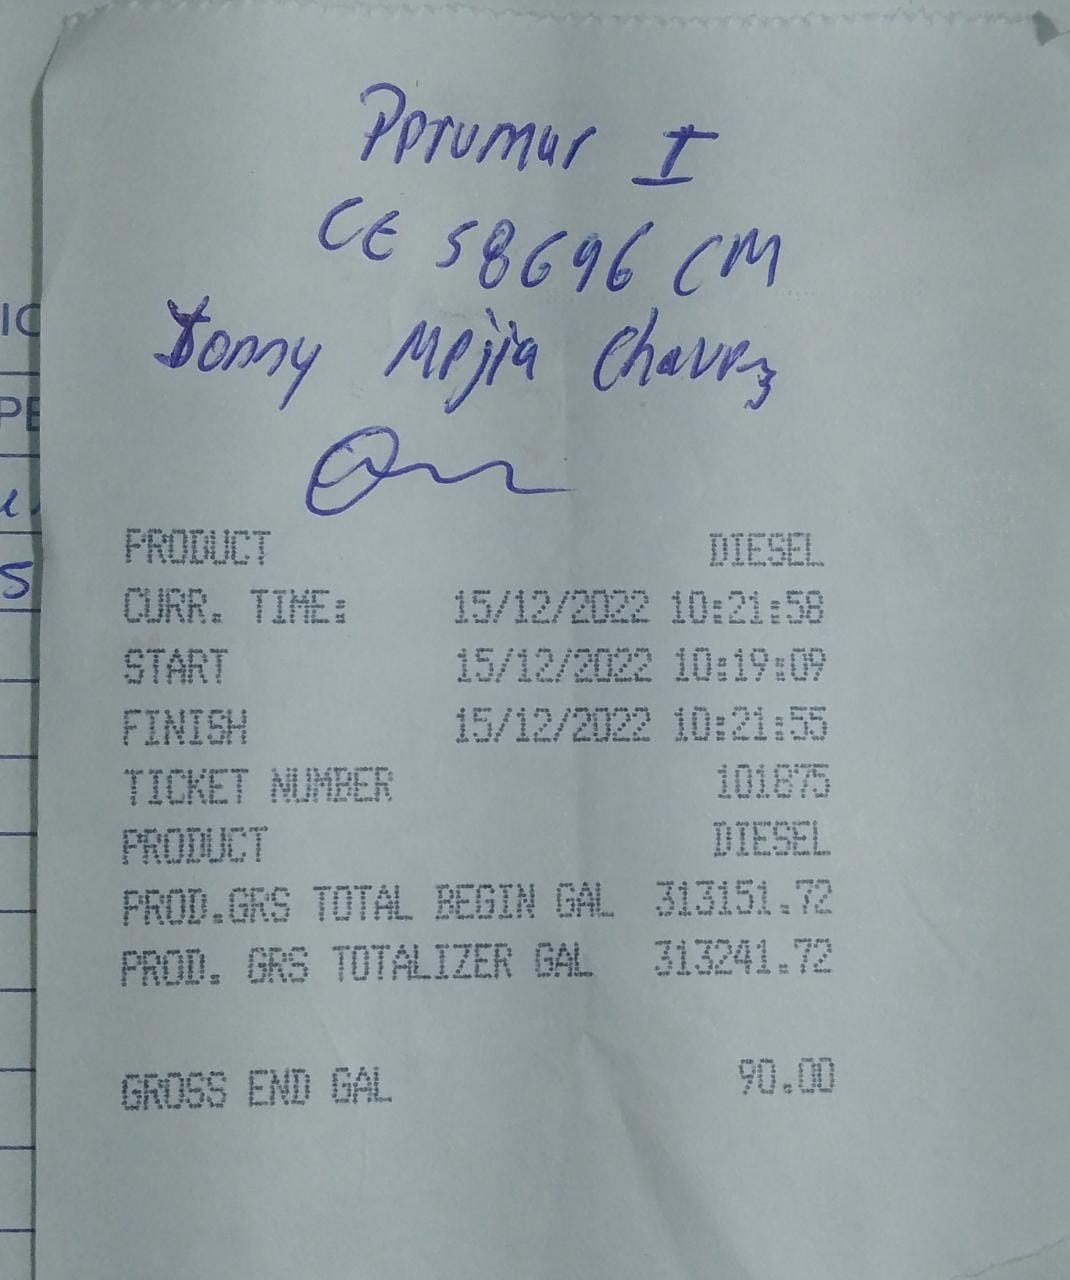 Perumar I
CE 58696 CM
Jonny Mejia Chavez
PRODUCT DIESEL
CURR. TIME: 15/12/2022 10:21:58
START 15/12/2022 10:19:09
FINISH 15/12/2022 10:21:55
TICKET NUMBER 101875
PRODUCT DIESEL
PROD.GRS TOTAL BEGIN GAL 313151.72
PROD. GRS TOTALIZER GAL 313241.72
GROSS END GAL 90.00